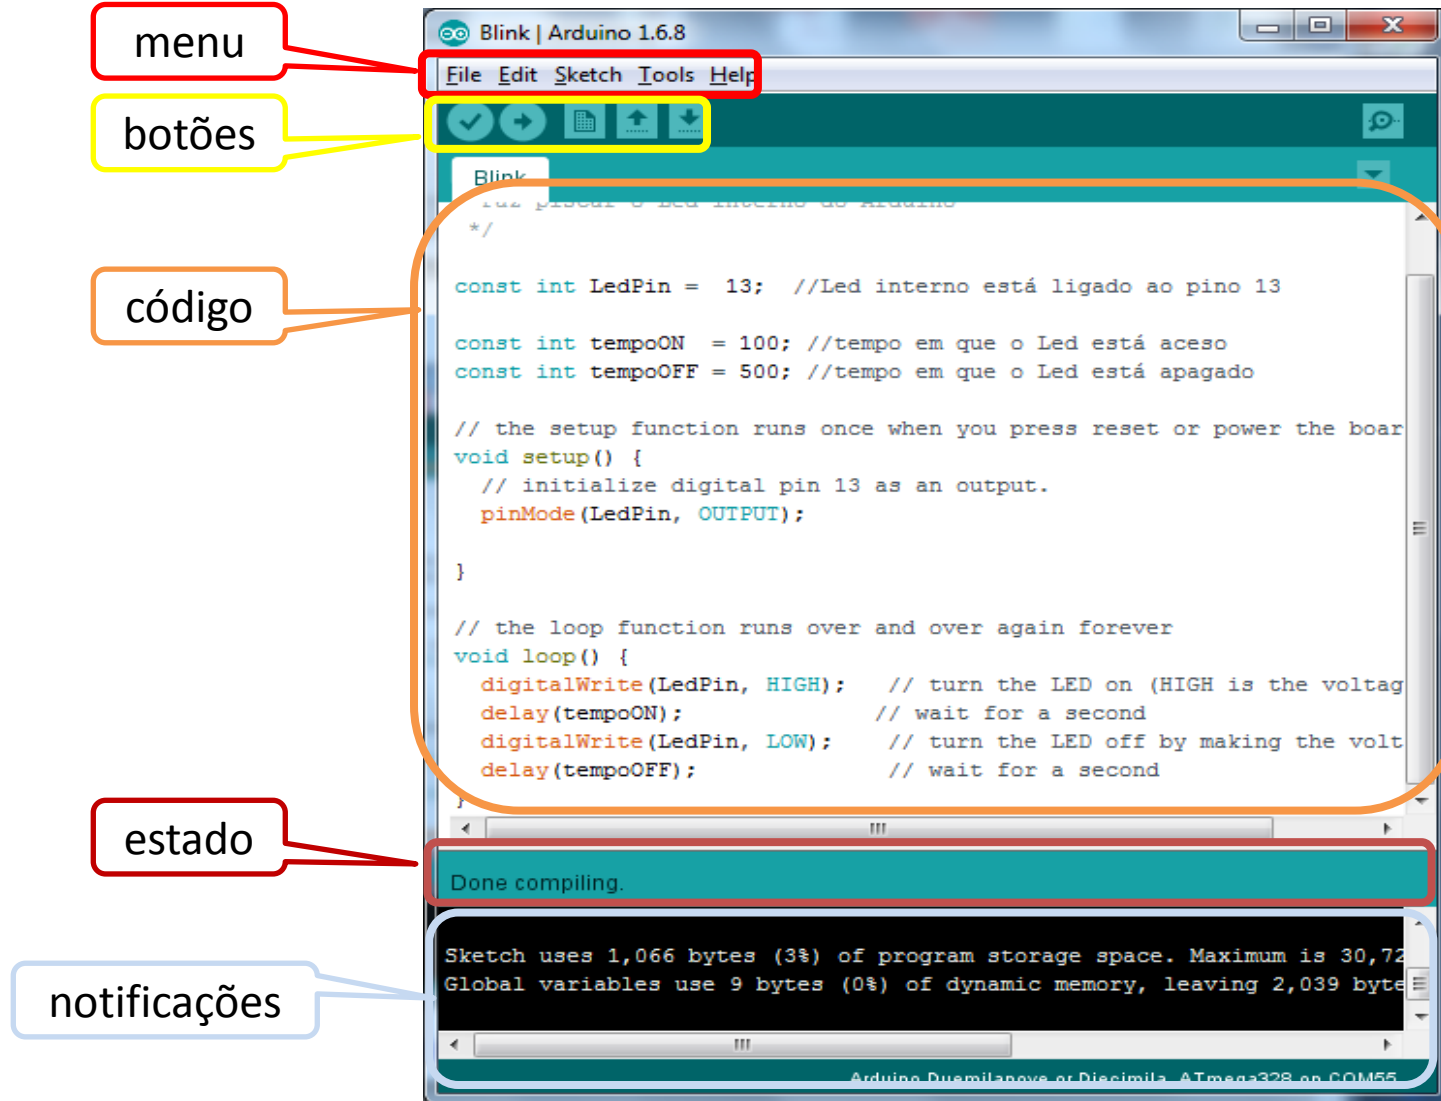 menu
botões
código
estado
notificações
Blink | Arduino 1.6.8
File Edit Sketch Tools Help
Blink
faz piscar o Led interno do Arduino
*/
const int LedPin =  13;  //Led interno está ligado ao pino 13
const int tempoON  = 100; //tempo em que o Led está aceso
const int tempoOFF = 500; //tempo em que o Led está apagado
// the setup function runs once when you press reset or power the boar
void setup() {
// initialize digital pin 13 as an output.
pinMode(LedPin, OUTPUT);
}
// the loop function runs over and over again forever
void loop() {
digitalWrite(LedPin, HIGH);   // turn the LED on (HIGH is the voltag
delay(tempoON);               // wait for a second
digitalWrite(LedPin, LOW);    // turn the LED off by making the volt
delay(tempoOFF);              // wait for a second
}
Done compiling.
Sketch uses 1,066 bytes (3%) of program storage space. Maximum is 30,72
Global variables use 9 bytes (0%) of dynamic memory, leaving 2,039 byte
Arduino Duemilanove or Diecimila, ATmega328 on COM55